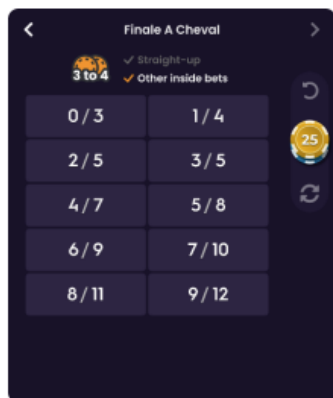 Finale A Cheval
Straight-up
3 to 4
Other inside bets
0 / 3
1 / 4
25
2 / 5
3 / 5
4 / 7
5 / 8
6 / 9
7 / 10
8 / 11
9 / 12